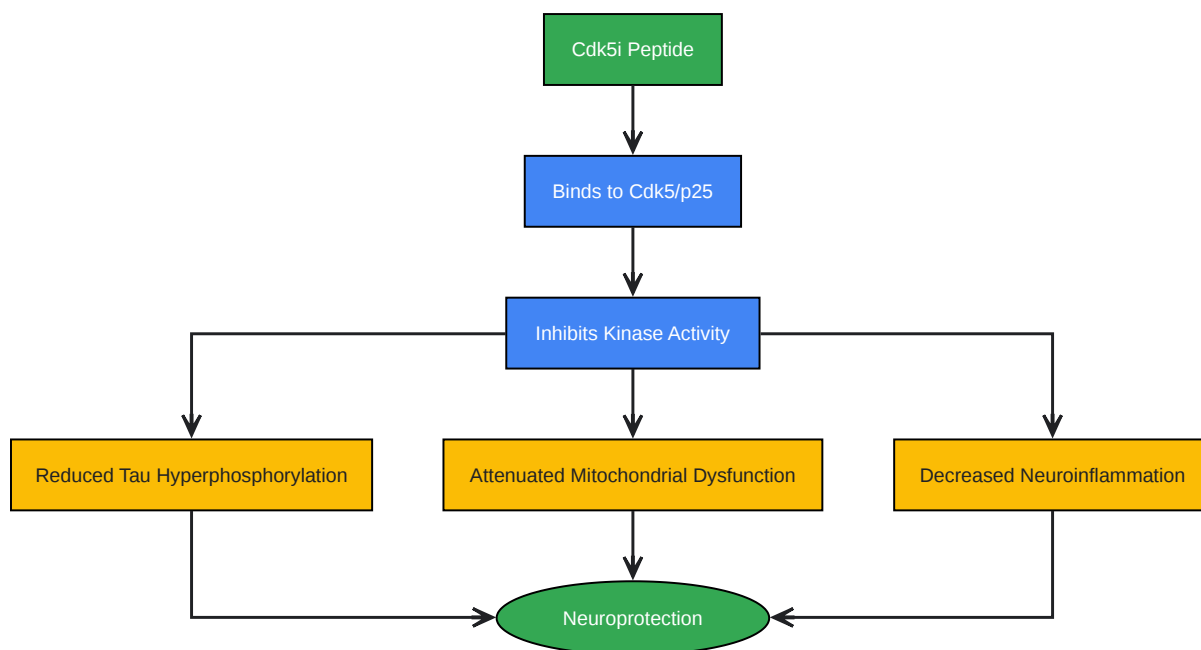 Cdk5i Peptide
Binds to Cdk5/p25
Inhibits Kinase Activity
Reduced Tau Hyperphosphorylation
Attenuated Mitochondrial Dysfunction
Decreased Neuroinflammation
Neuroprotection